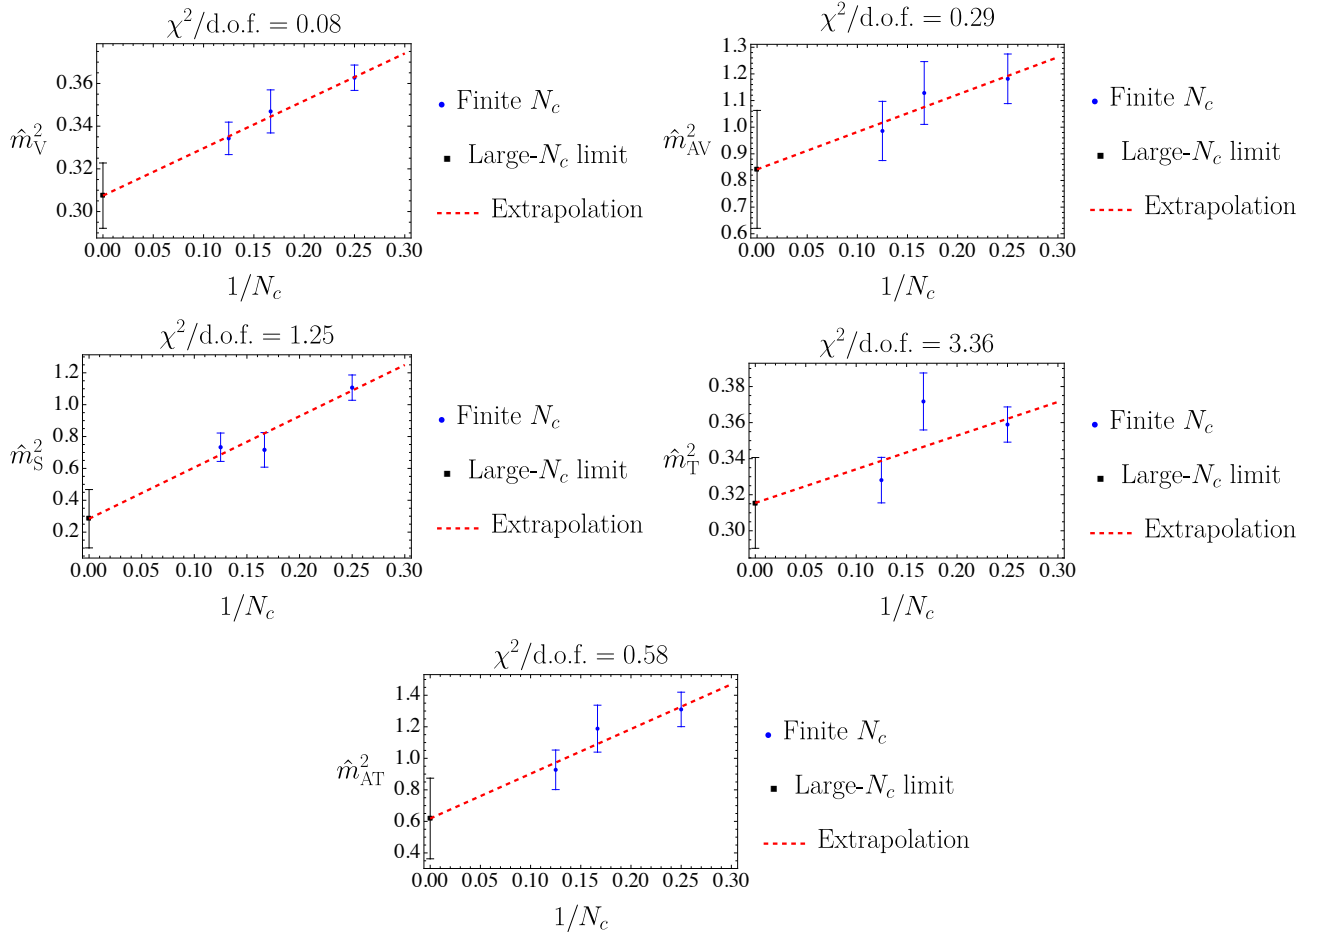 χ²/d.o.f. = 0.08
0.36
0.34
0.32
0.30
m̂²_V
0.00 0.05 0.10 0.15 0.20 0.25 0.30
1/N_c
Finite N_c
Large-N_c limit
Extrapolation
χ²/d.o.f. = 0.29
1.3
1.2
1.1
1.0
0.9
0.8
0.7
0.6
m̂²_AV
0.00 0.05 0.10 0.15 0.20 0.25 0.30
1/N_c
Finite N_c
Large-N_c limit
Extrapolation
χ²/d.o.f. = 1.25
1.2
1.0
0.8
0.6
0.4
0.2
m̂²_S
0.00 0.05 0.10 0.15 0.20 0.25 0.30
1/N_c
Finite N_c
Large-N_c limit
Extrapolation
χ²/d.o.f. = 3.36
0.38
0.36
0.34
0.32
0.30
m̂²_T
0.00 0.05 0.10 0.15 0.20 0.25 0.30
1/N_c
Finite N_c
Large-N_c limit
Extrapolation
χ²/d.o.f. = 0.58
1.4
1.2
1.0
0.8
0.6
0.4
m̂²_AT
0.00 0.05 0.10 0.15 0.20 0.25 0.30
1/N_c
Finite N_c
Large-N_c limit
Extrapolation